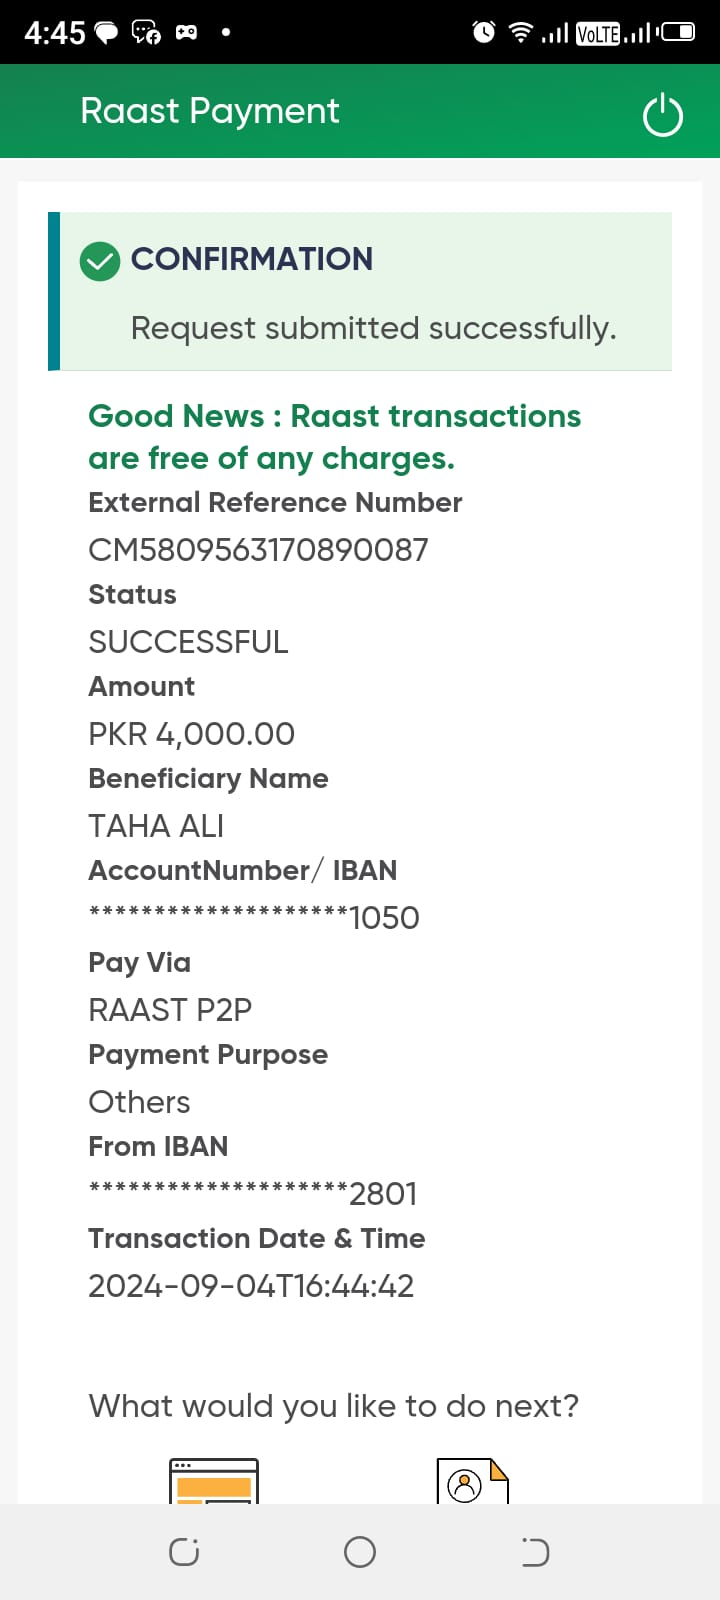 4:45
VoLTE
Raast Payment
CONFIRMATION
Request submitted successfully.
Good News : Raast transactions
are free of any charges.
External Reference Number
CM5809563170890087
Status
SUCCESSFUL
Amount
PKR 4,000.00
Beneficiary Name
TAHA ALI
AccountNumber/ IBAN
********************1050
Pay Via
RAAST P2P
Payment Purpose
Others
From IBAN
********************2801
Transaction Date & Time
2024-09-04T16:44:42
What would you like to do next?